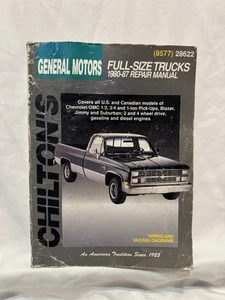 (8577) 28622
GENERAL MOTORS
FULL-SIZE TRUCKS
1980-87 REPAIR MANUAL
Covers all U.S. and Canadian models of
Chevrolet/GMC 1/2, 3/4 and 1-ton Pick-Ups, Blazer,
Jimmy and Suburban; 2 and 4 wheel drive,
gasoline and diesel engines
CHILTON'S
WIRING AND
VACUUM DIAGRAMS
An American Tradition Since 1925